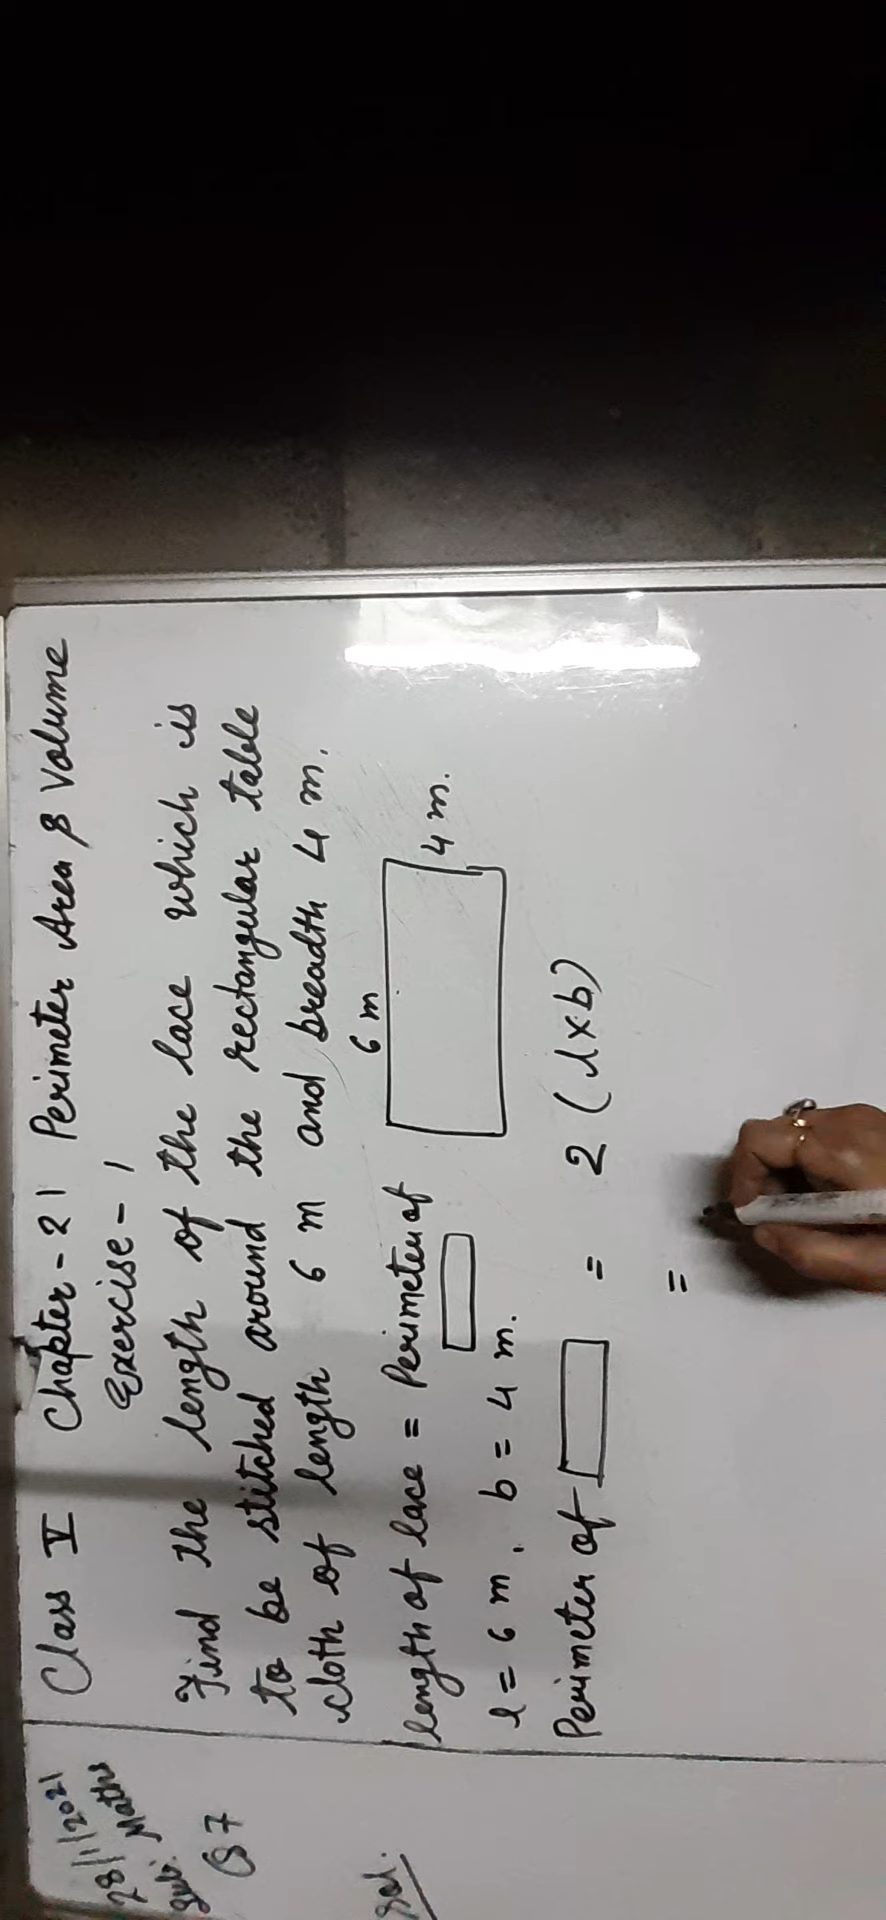 28/1/2021
Sub. Maths
Class V Chapter - 21 Perimeter Area & Volume
Exercise - 1
Q7
Find the length of the lace which is
to be stitched around the rectangular table
cloth of length 6 m and breadth 4 m.
Sol.
6 m
4 m.
length of lace = Perimeter of
l = 6 m, b = 4 m.
Perimeter of = 2 (l x b)
=